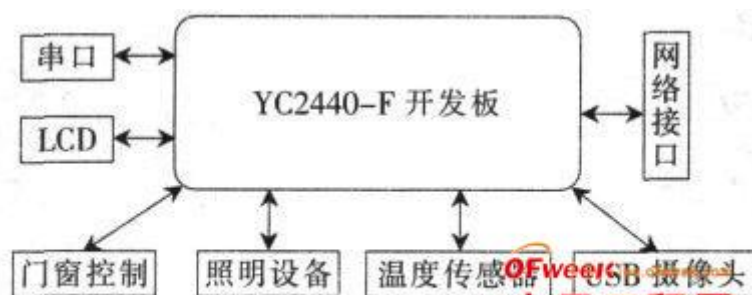 串口
YC2440-F 开发板
网络接口
LCD
门窗控制
照明设备
温度传感器
OFweek
USB 摄像头